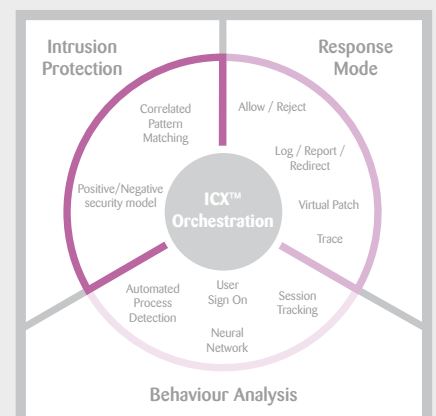 Intrusion
Protection
Response
Mode
Correlated
Pattern
Matching
Allow / Reject
Log / Report /
Redirect
Positive/Negative
security model
ICX™
Orchestration
Virtual Patch
Trace
Automated
Process
Detection
User
Sign On
Session
Tracking
Neural
Network
Behaviour Analysis